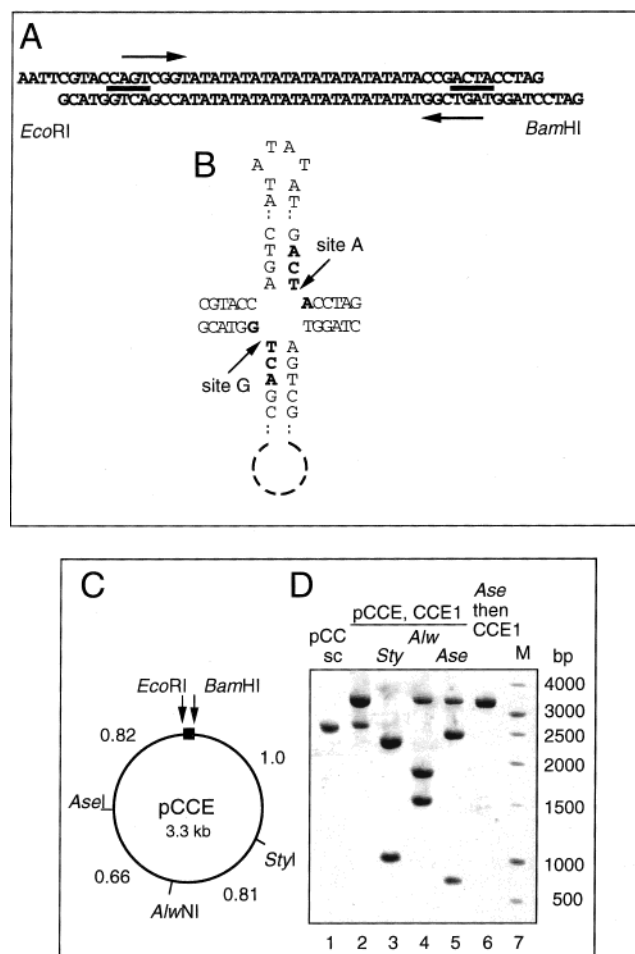 A
AATTCGTACCAGTCGGTATATATATATATATATATATATATACCGACTACCTAG
GCATGGTCAGCCATATATATATATATATATATATATATATGGCTGATGGATCCTAG
EcoRI
BamHI
B
T A
A T
T A
A T
C G
T A
G C
A T
site A
CGTACC ACCTAG
GCATGG TGGATC
T A
C G
A T
G C
C G
site G
C
EcoRI
BamHI
0.82
1.0
AseI
pCCE
3.3 kb
StyI
0.66
AlwNI
0.81
D
pCC
sc
pCCE, CCE1
Sty
Alw
Ase
Ase
then
CCE1
M
bp
4000
3000
2500
2000
1500
1000
500
1 2 3 4 5 6 7